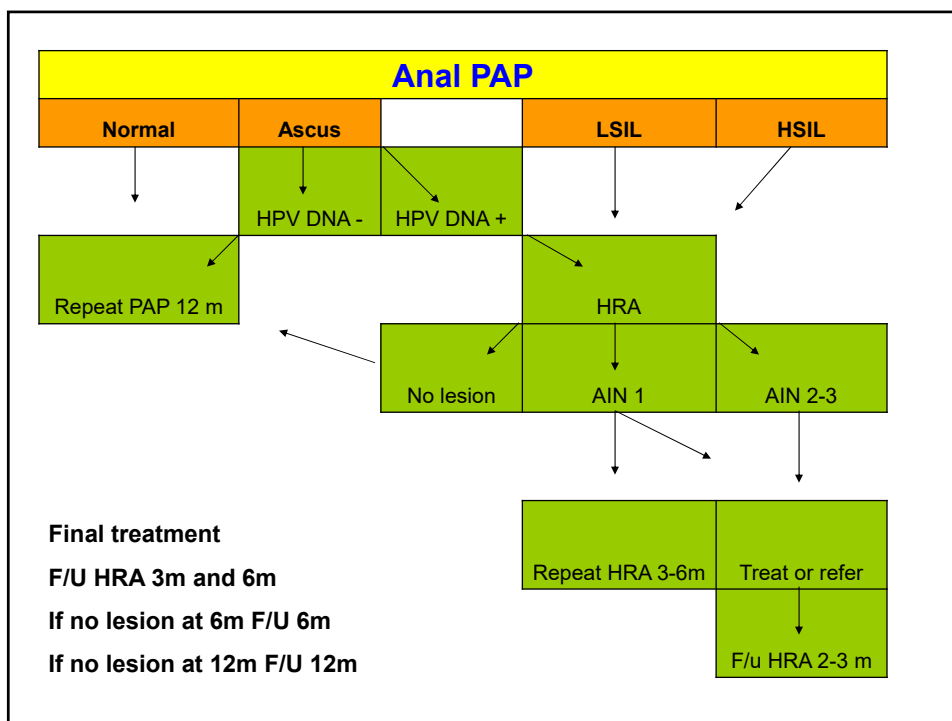 Anal PAP
Normal Ascus LSIL HSIL
HPV DNA - HPV DNA +
Repeat PAP 12 m HRA
No lesion AIN 1 AIN 2-3
Repeat HRA 3-6m Treat or refer
F/u HRA 2-3 m
Final treatment
F/U HRA 3m and 6m
If no lesion at 6m F/U 6m
If no lesion at 12m F/U 12m